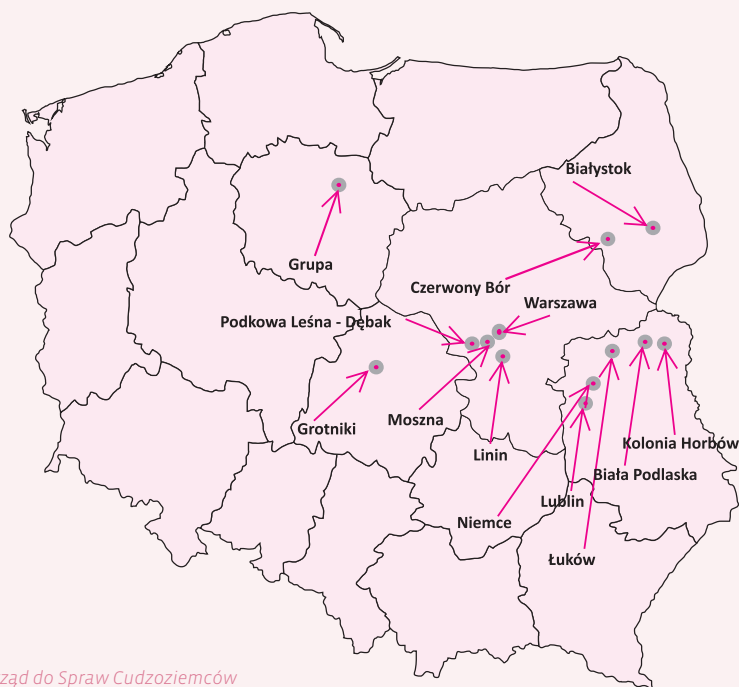 Białystok
Grupa
Czerwony Bór
Warszawa
Podkowa Leśna - Dębak
Moszna
Grotniki
Kolonia Horbów
Linin
Biała Podlaska
Lublin
Niemce
Łuków
ząd do Spraw Cudzoziemców